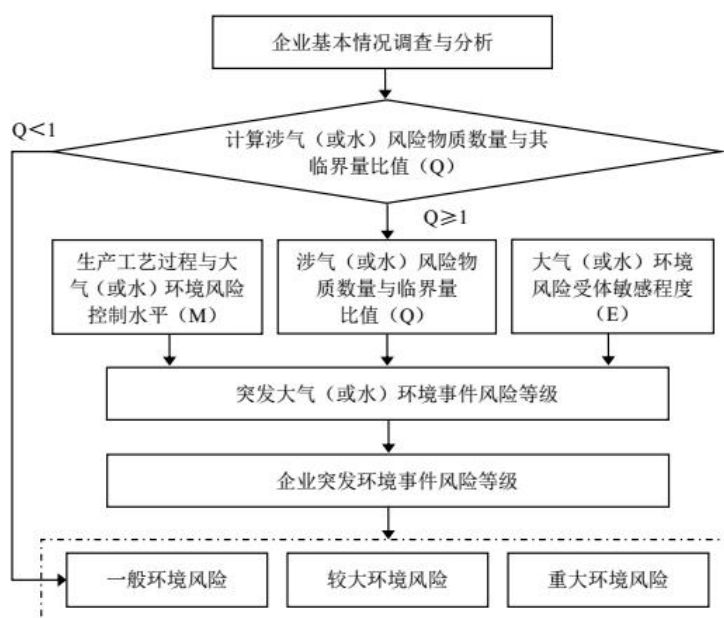 企业基本情况调查与分析
Q＜1
计算涉气（或水）风险物质数量与其
临界量比值（Q）
Q≥1
生产工艺过程与大
气（或水）环境风险
控制水平（M）
涉气（或水）风险物
质数量与临界量
比值（Q）
大气（或水）环境
风险受体敏感程度
（E）
突发大气（或水）环境事件风险等级
企业突发环境事件风险等级
一般环境风险
较大环境风险
重大环境风险